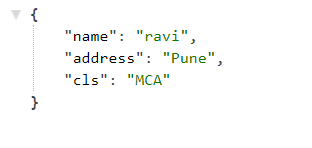 {
"name": "ravi",
"address": "Pune",
"cls": "MCA"
}